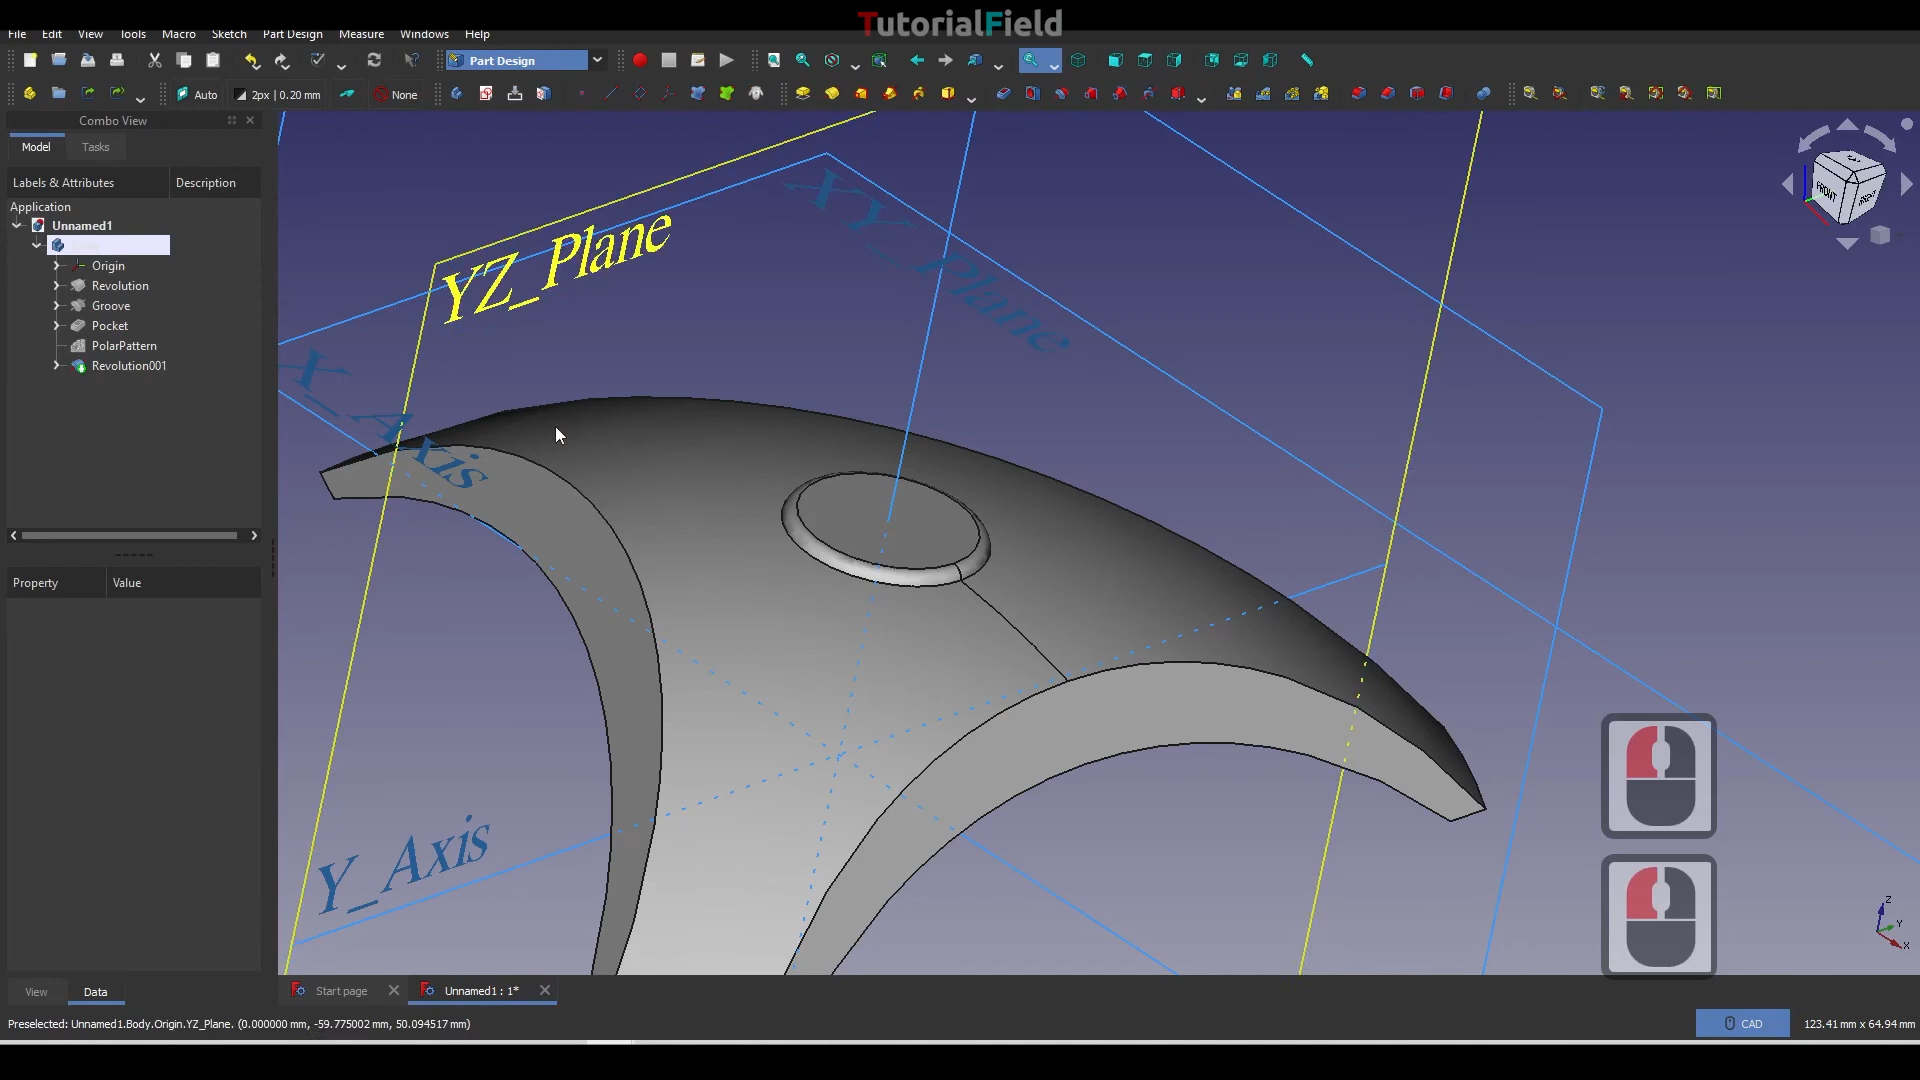 TutorialField
File Edit View Tools Macro Sketch Part Design Measure Windows Help
Part Design
Auto 2px | 0.20 mm None
Combo View
Model Tasks
Labels & Attributes Description
Application
Unnamed1
Origin
Revolution
Groove
Pocket
PolarPattern
Revolution001
Property Value
View Data
YZ_Plane
XY_Plane
X_Axis
Y_Axis
FRONT
RIGHT
Z
Y
X
Start page Unnamed1 : 1*
Preselected: Unnamed1.Body.Origin.YZ_Plane. (0.000000 mm, -59.775002 mm, 50.094517 mm)
CAD 123.41 mm x 64.94 mm